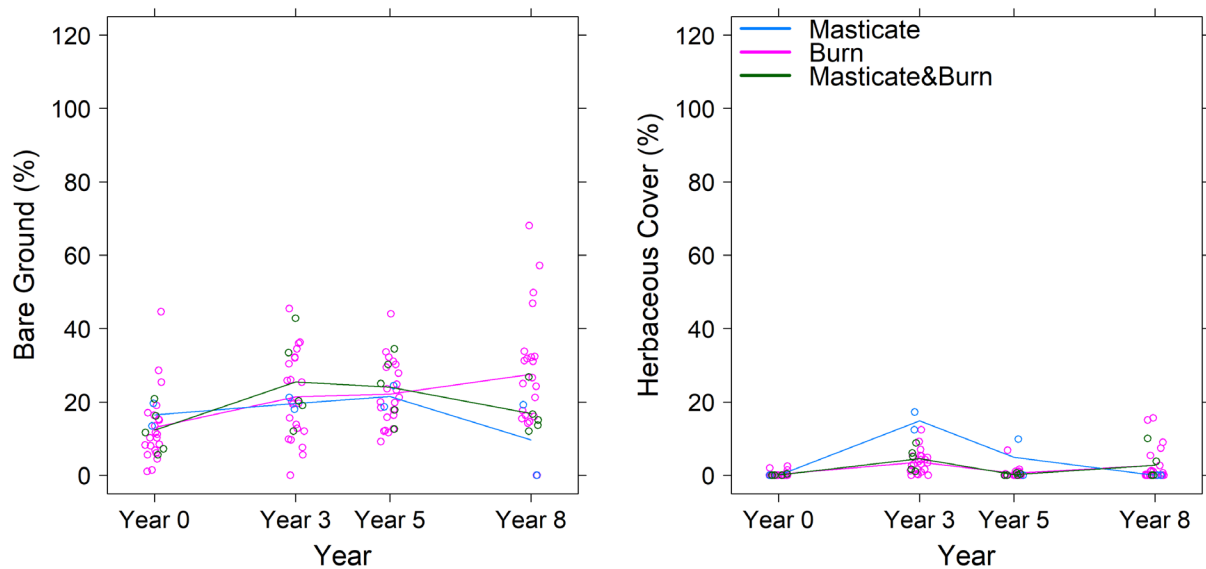 Bare Ground (%)
120
100
80
60
40
20
0
Year 0 Year 3 Year 5 Year 8
Year
Herbaceous Cover (%)
120
100
80
60
40
20
0
Masticate
Burn
Masticate&Burn
Year 0 Year 3 Year 5 Year 8
Year